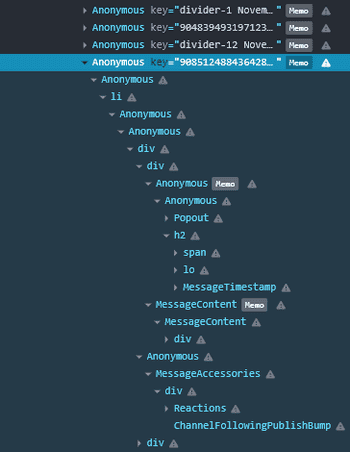 Anonymous key="divider-1 Novem…" Memo
Anonymous key="904839493197123…" Memo
Anonymous key="divider-12 Nove…" Memo
Anonymous key="908512488436428…" Memo
Anonymous
li
Anonymous
Anonymous
div
div
Anonymous Memo
Anonymous
Popout
h2
span
lo
MessageTimestamp
MessageContent Memo
MessageContent
div
Anonymous
MessageAccessories
div
Reactions
ChannelFollowingPublishBump
div